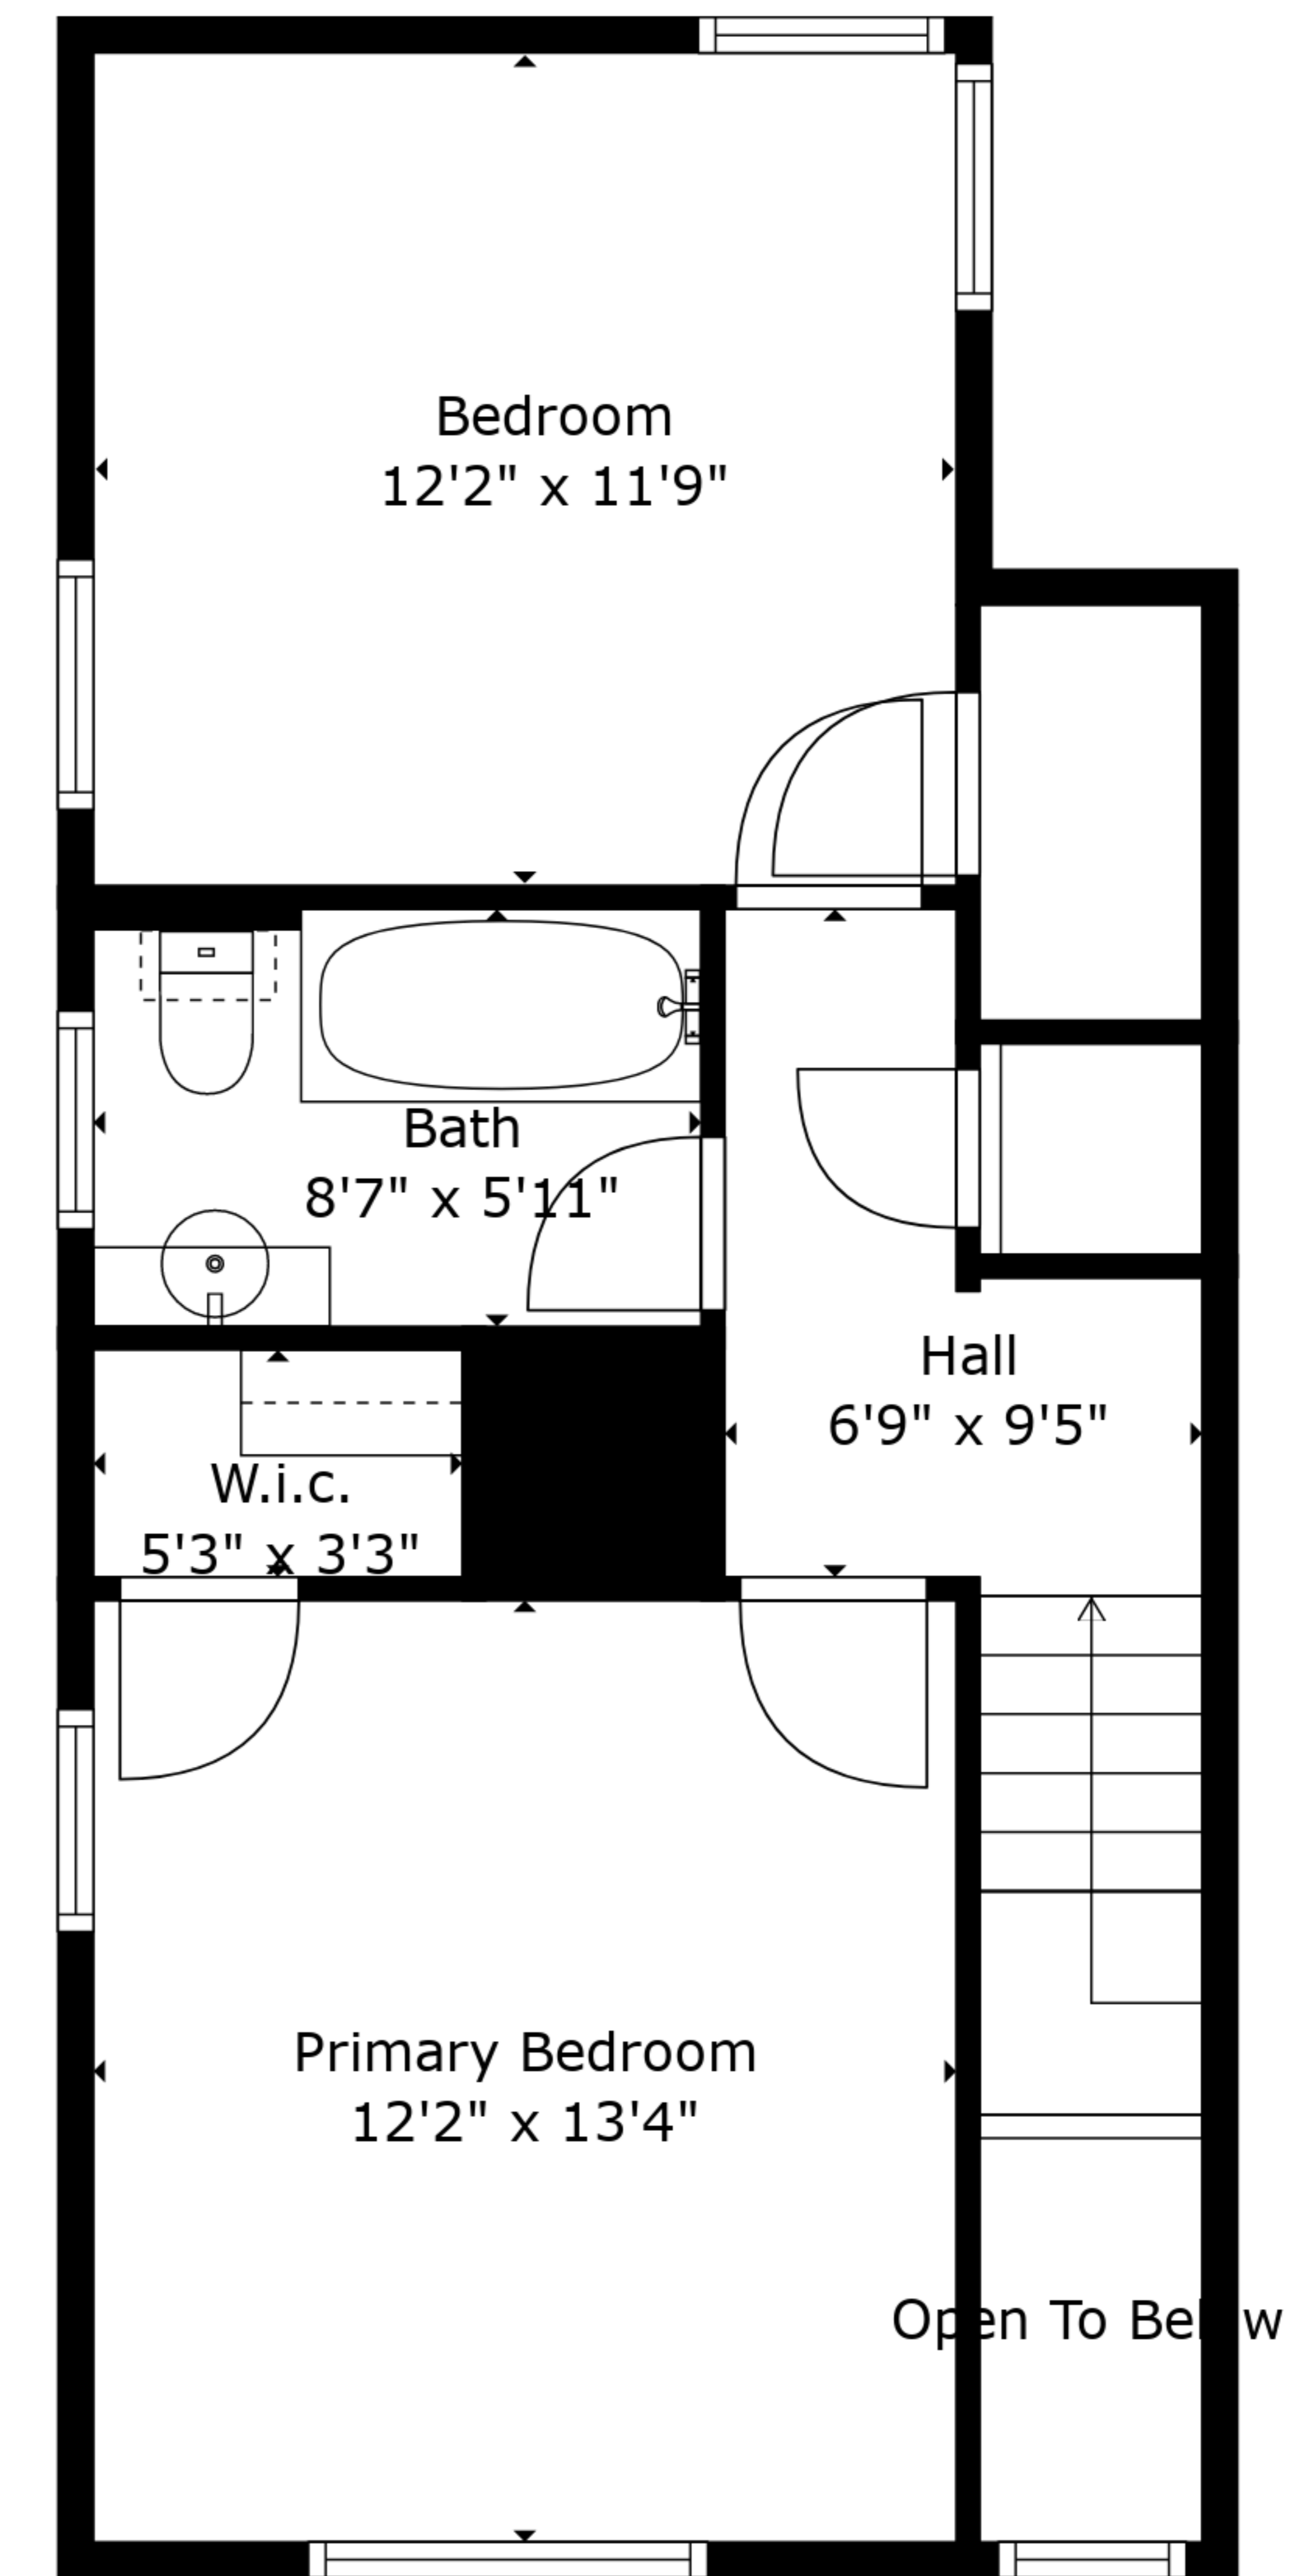 Bedroom
12'2" x 11'9"
Bath
8'7" x 5'11"
Hall
6'9" x 9'5"
W.i.c.
5'3" x 3'3"
Primary Bedroom
12'2" x 13'4"
Open To Below